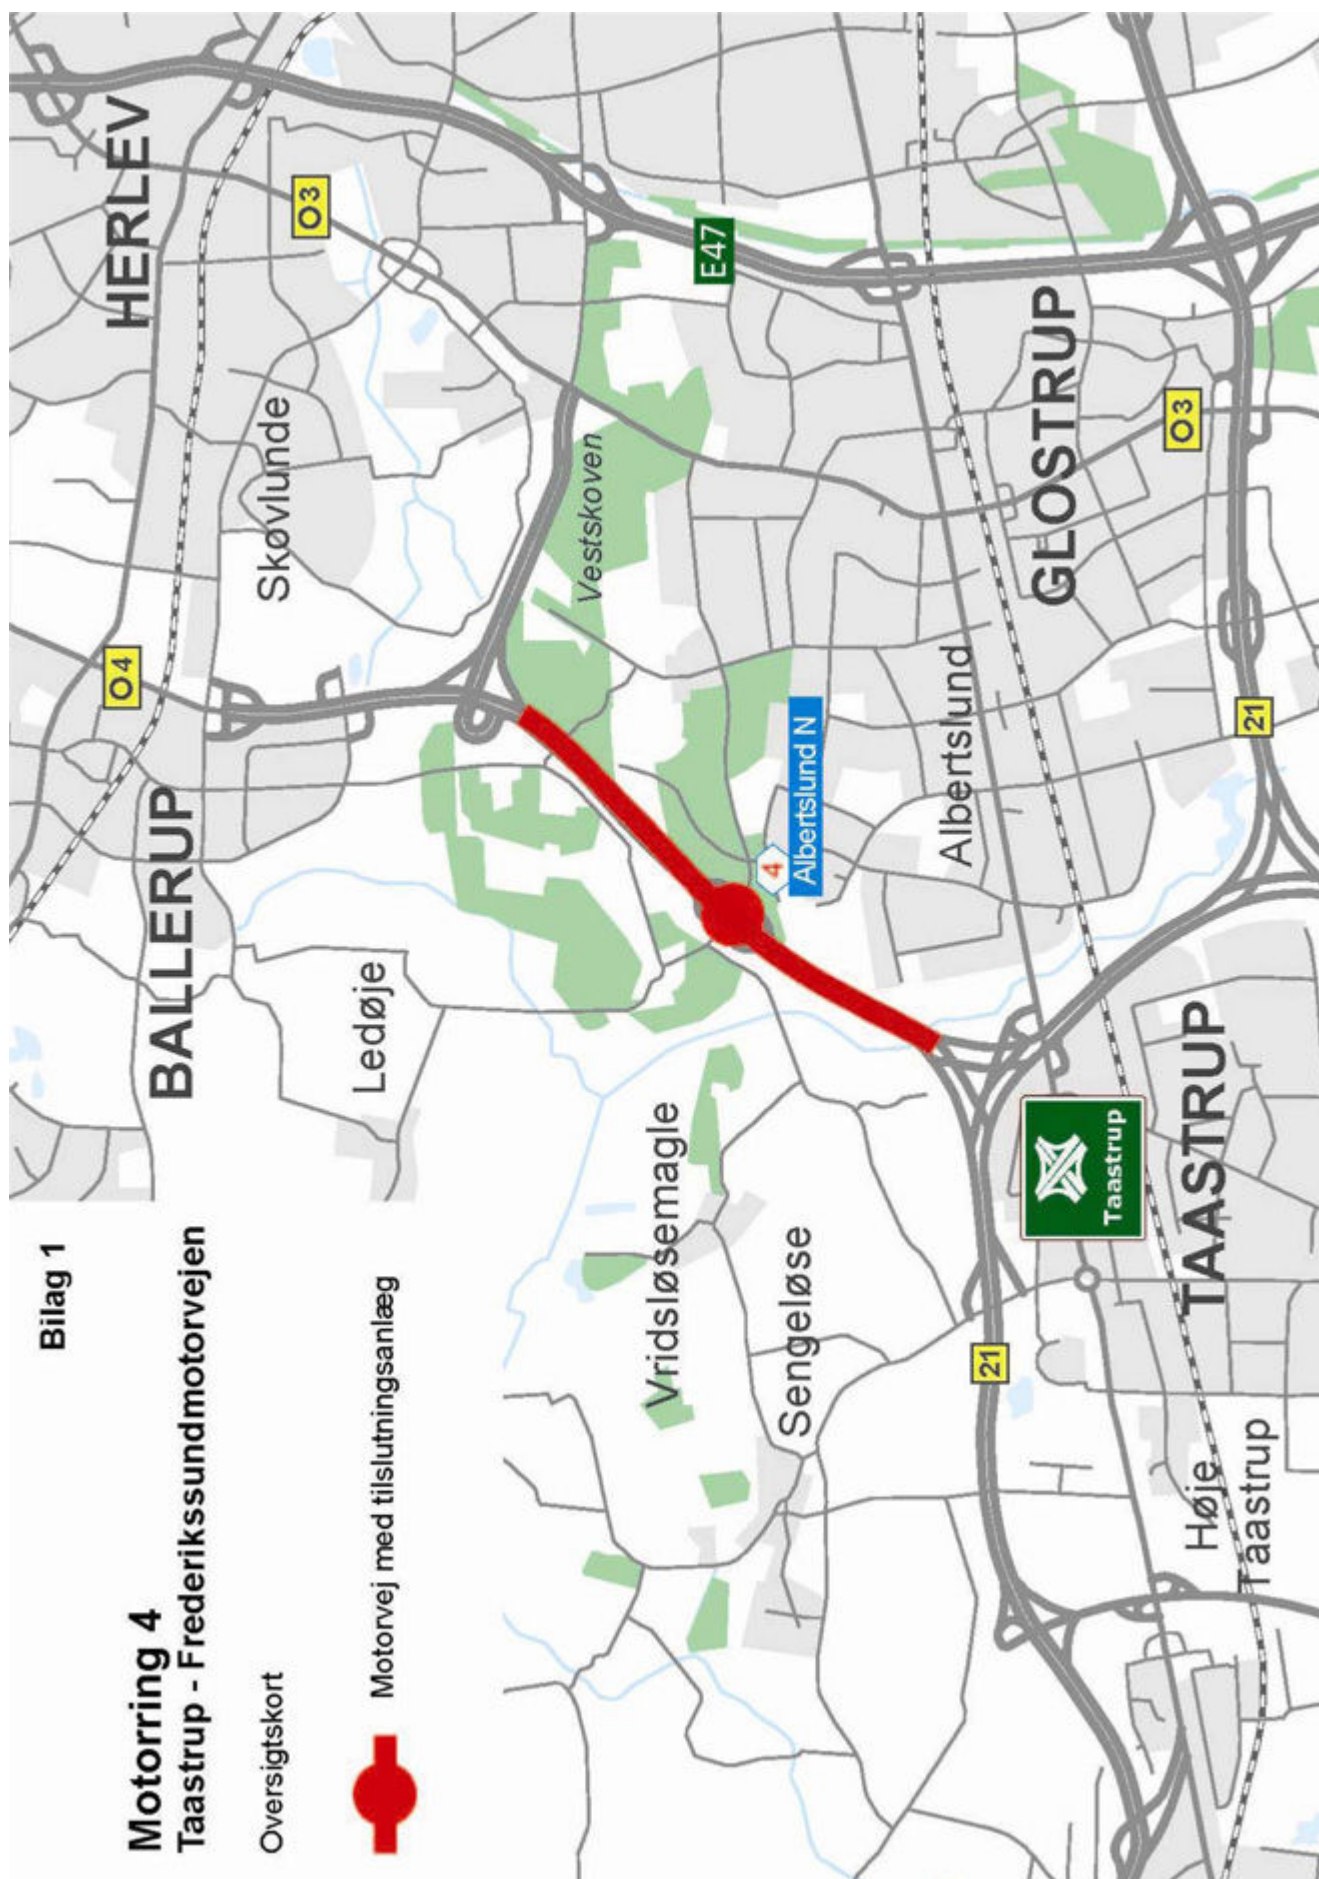 Bilag 1
Motorring 4
Taastrup - Frederikssundmotorvejen
Oversigtskort
Motorvej med tilslutningsanlæg
HERLEV
O3
O4
BALLERUP
Skovlunde
Ledøje
E47
Vestskoven
4
Albertslund N
Vridsløsemagle
Sengeløse
Albertslund
GLOSTRUP
O3
21
Taastrup
TAASTRUP
21
Høje
Taastrup